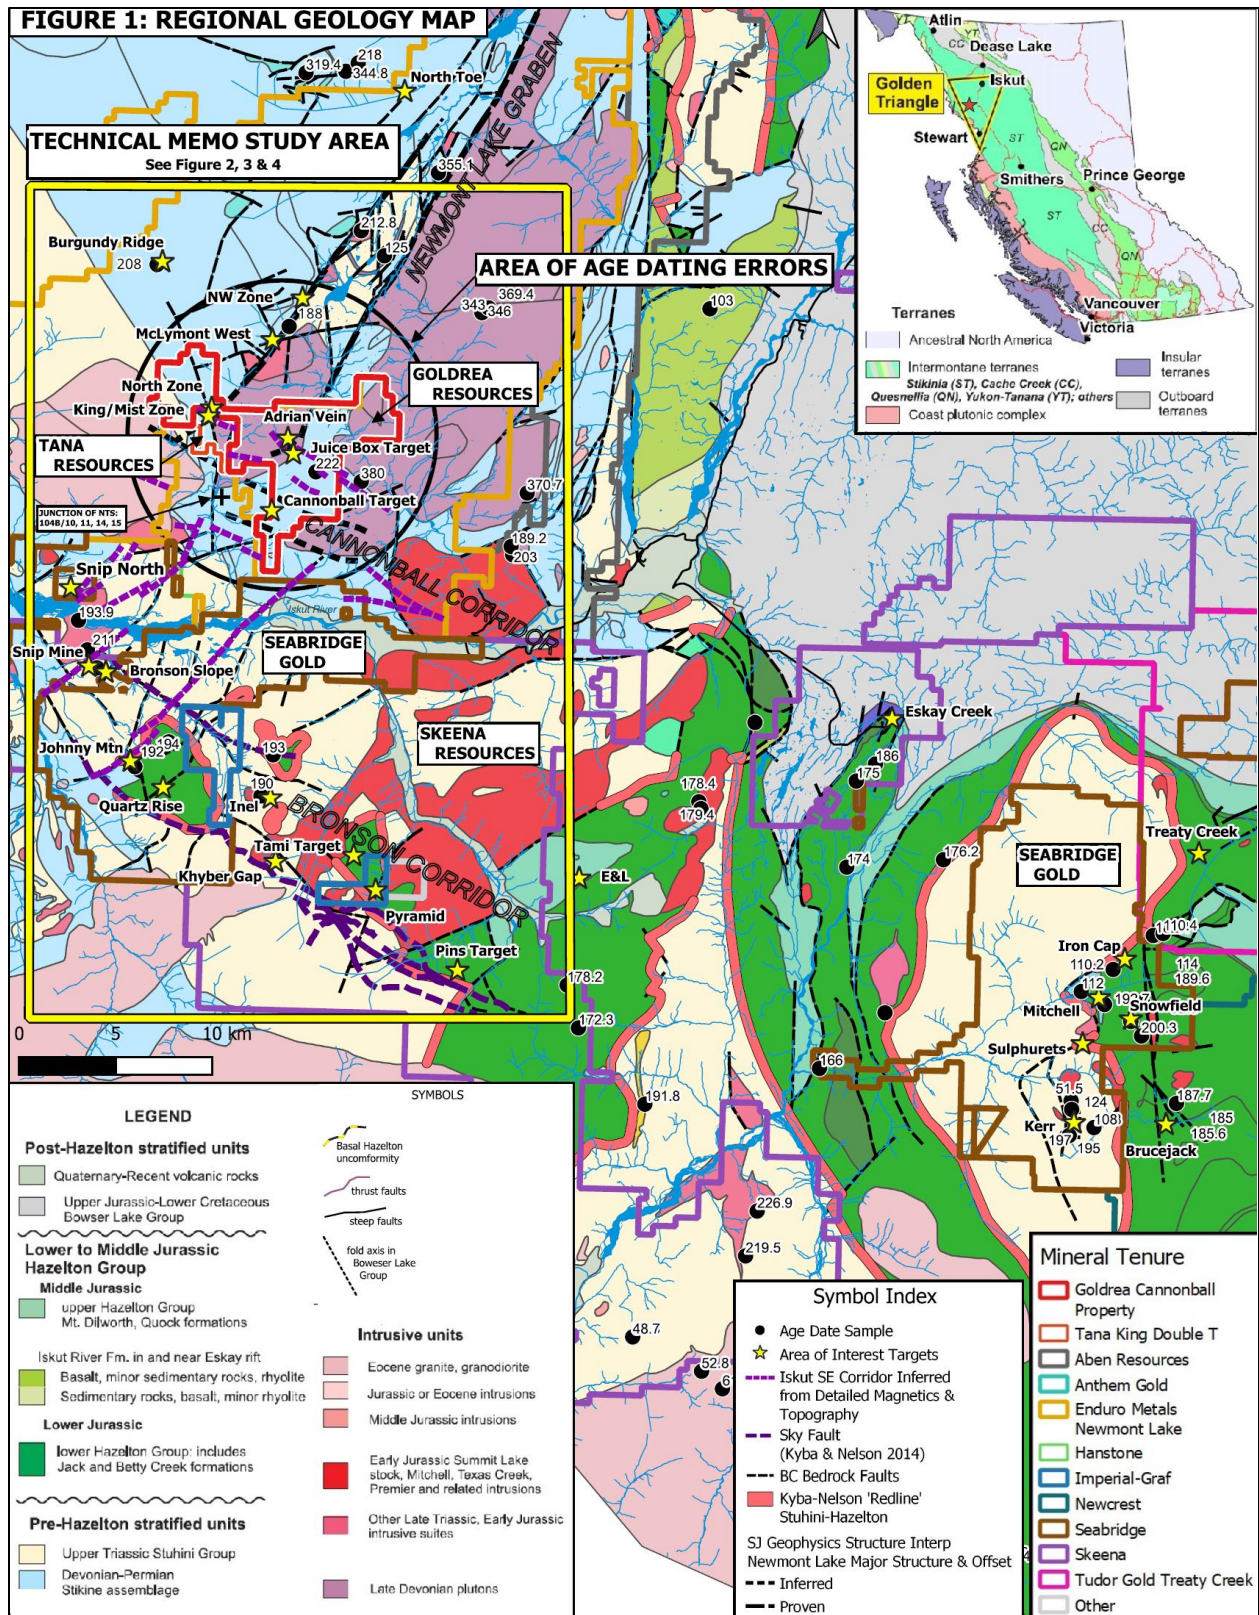 FIGURE 1: REGIONAL GEOLOGY MAP
TECHNICAL MEMO STUDY AREA
See Figure 2, 3 & 4
319.4
218
344.8
North Toe
355.1
NEWMONT LAKE GRABEN
212.8
125
Burgundy Ridge
208
AREA OF AGE DATING ERRORS
NW Zone
188
McLymont West
369.4
343
346
103
GOLDREA
RESOURCES
North Zone
King/Mist Zone
Adrian Vein
TANA
RESOURCES
Juice Box Target
222
380
370.7
Cannonball Target
JUNCTION OF NTS:
104B/10, 11, 14, 15
CANNONBALL CORRIDOR
189.2
203
Snip North
193.9
Iskut River
211
SEABRIDGE
GOLD
Snip Mine
Bronson Slope
SKEENA
RESOURCES
Johnny Mtn
192
193
190
Quartz Rise
Inel
BRONSON CORRIDOR
Tami Target
Khyber Gap
E&L
Pyramid
Pins Target
178.4
179.4
Eskay Creek
186
175
174
176.2
SEABRIDGE
GOLD
Treaty Creek
178.2
172.3
Iron Cap
110.4
110.2
114
189.6
112
Mitchell
Snowfield
200.3
Sulphurets
166
191.8
51.5
124
108
Kerr
197
195
187.7
185
185.6
Brucejack
226.9
219.5
48.7
52.8
0 5 10 km
Atlin
YT
YT
CC
Dease Lake
Iskut
Golden
Triangle
Stewart
ST
QN
Smithers
Prince George
ST
CC
QN
Vancouver
Victoria
Terranes
Ancestral North America
Intermontane terranes
Stikinia (ST), Cache Creek (CC),
Quesnellia (QN), Yukon-Tanana (YT); others
Coast plutonic complex
Insular
terranes
Outboard
terranes
LEGEND
Post-Hazelton stratified units
Quaternary-Recent volcanic rocks
Upper Jurassic-Lower Cretaceous
Bowser Lake Group
Lower to Middle Jurassic
Hazelton Group
Middle Jurassic
upper Hazelton Group
Mt. Dilworth, Quock formations
Iskut River Fm. in and near Eskay rift
Basalt, minor sedimentary rocks, rhyolite
Sedimentary rocks, basalt, minor rhyolite
Lower Jurassic
lower Hazelton Group: includes
Jack and Betty Creek formations
Pre-Hazelton stratified units
Upper Triassic Stuhini Group
Devonian-Permian
Stikine assemblage
SYMBOLS
Basal Hazelton
uncomformity
thrust faults
steep faults
fold axis in
Boweser Lake
Group
Intrusive units
Eocene granite, granodiorite
Jurassic or Eocene intrusions
Middle Jurassic intrusions
Early Jurassic Summit Lake
stock, Mitchell, Texas Creek,
Premier and related intrusions
Other Late Triassic, Early Jurassic
intrusive suites
Late Devonian plutons
Symbol Index
Age Date Sample
Area of Interest Targets
Iskut SE Corridor Inferred
from Detailed Magnetics &
Topography
Sky Fault
(Kyba & Nelson 2014)
BC Bedrock Faults
Kyba-Nelson 'Redline'
Stuhini-Hazelton
SJ Geophysics Structure Interp
Newmont Lake Major Structure & Offset
Inferred
Proven
Mineral Tenure
Goldrea Cannonball
Property
Tana King Double T
Aben Resources
Anthem Gold
Enduro Metals
Newmont Lake
Hanstone
Imperial-Graf
Newcrest
Seabridge
Skeena
Tudor Gold Treaty Creek
Other